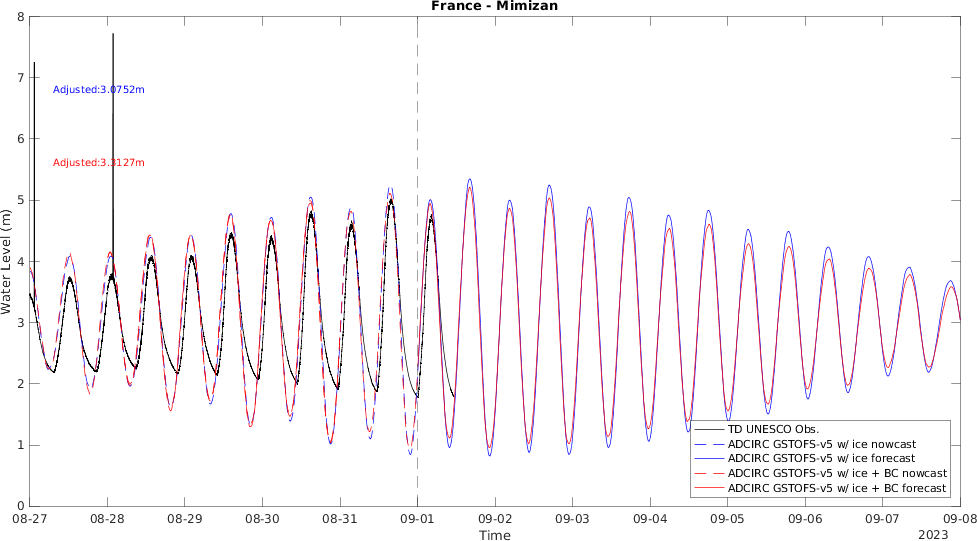 France - Mimizan
8
7
6
5
4
3
2
1
0
Water Level (m)
Adjusted:3.0752m
Adjusted:3.3127m
TD UNESCO Obs.
ADCIRC GSTOFS-v5 w/ ice nowcast
ADCIRC GSTOFS-v5 w/ ice forecast
ADCIRC GSTOFS-v5 w/ ice + BC nowcast
ADCIRC GSTOFS-v5 w/ ice + BC forecast
08-27 08-28 08-29 08-30 08-31 09-01 09-02 09-03 09-04 09-05 09-06 09-07 09-08
Time
2023